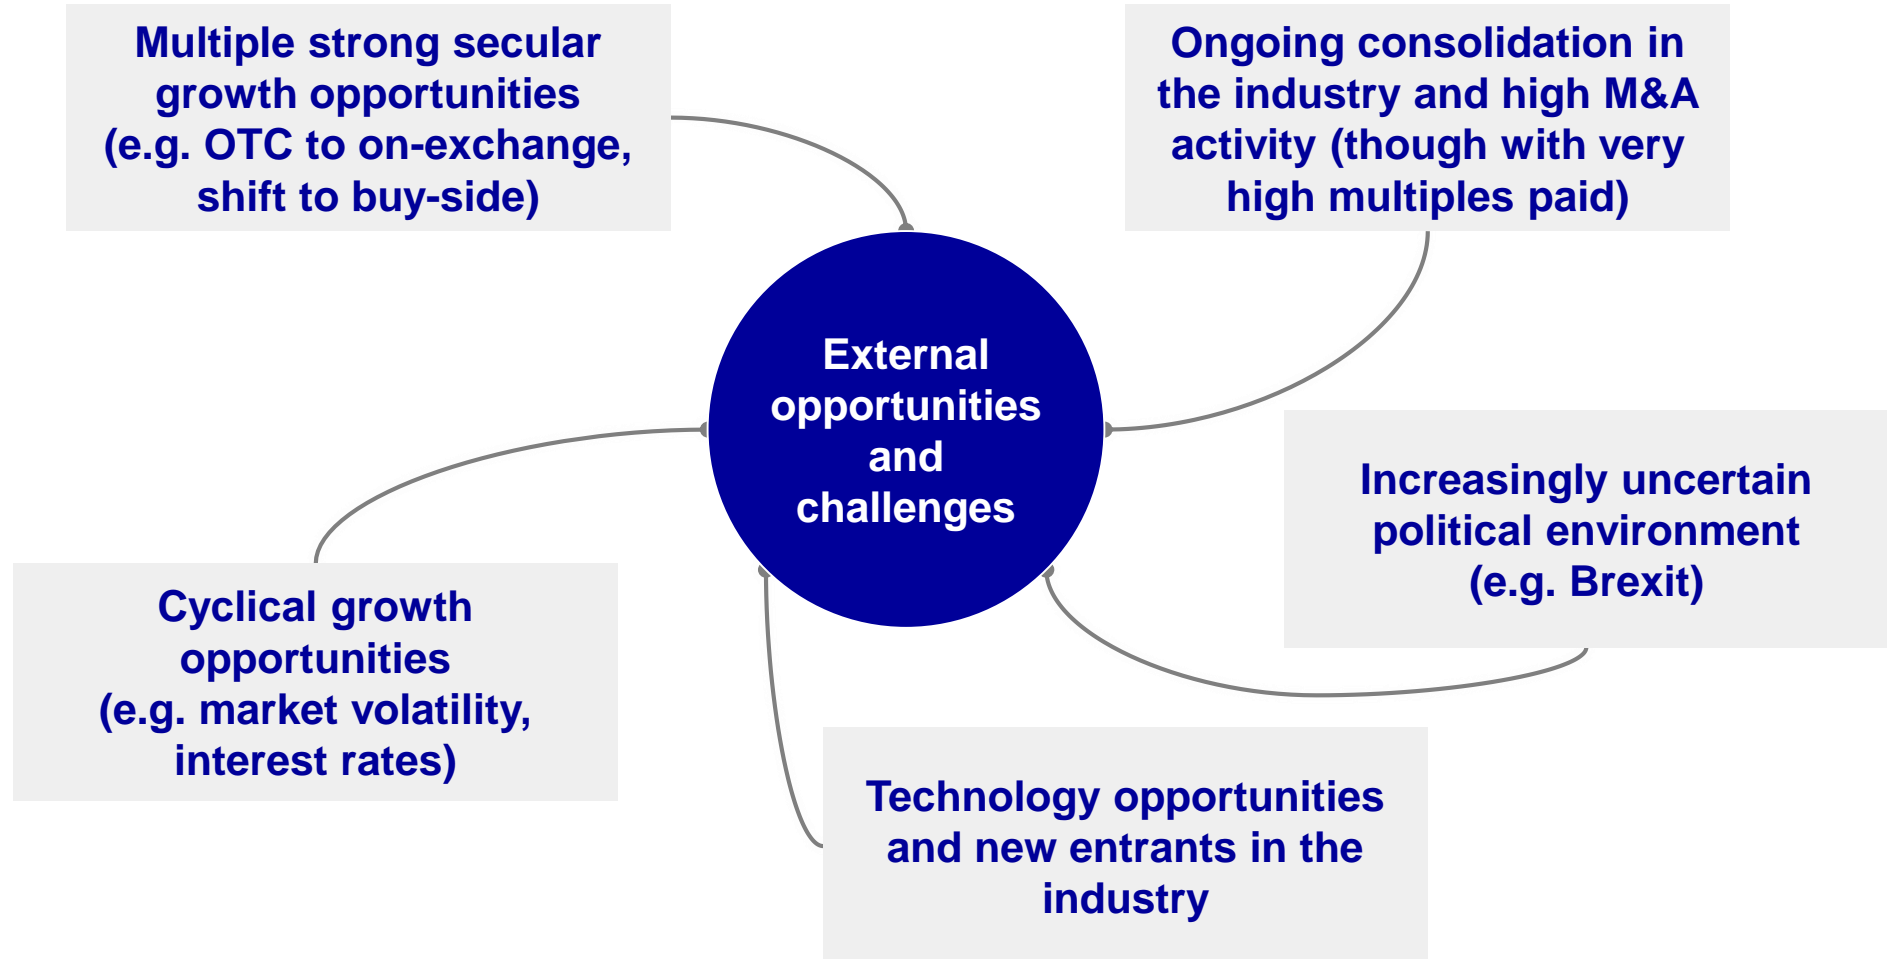 Multiple strong secular
growth opportunities
(e.g. OTC to on-exchange,
shift to buy-side)
Ongoing consolidation in
the industry and high M&A
activity (though with very
high multiples paid)
External
opportunities
and
challenges
Increasingly uncertain
political environment
(e.g. Brexit)
Cyclical growth
opportunities
(e.g. market volatility,
interest rates)
Technology opportunities
and new entrants in the
industry